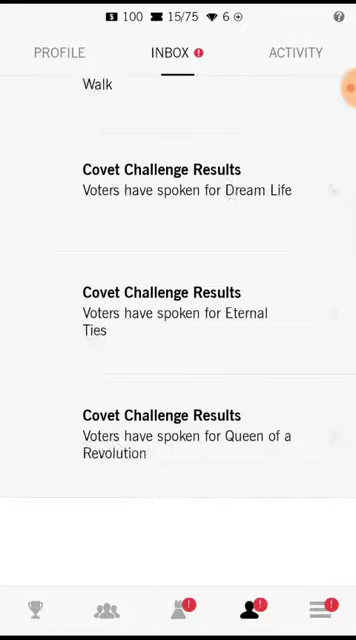 $ 100 15/75 6 ?
PROFILE INBOX ! ACTIVITY
Walk
Covet Challenge Results
Voters have spoken for Dream Life
Covet Challenge Results
Voters have spoken for Eternal
Ties
Covet Challenge Results
Voters have spoken for Queen of a
Revolution
! ! !